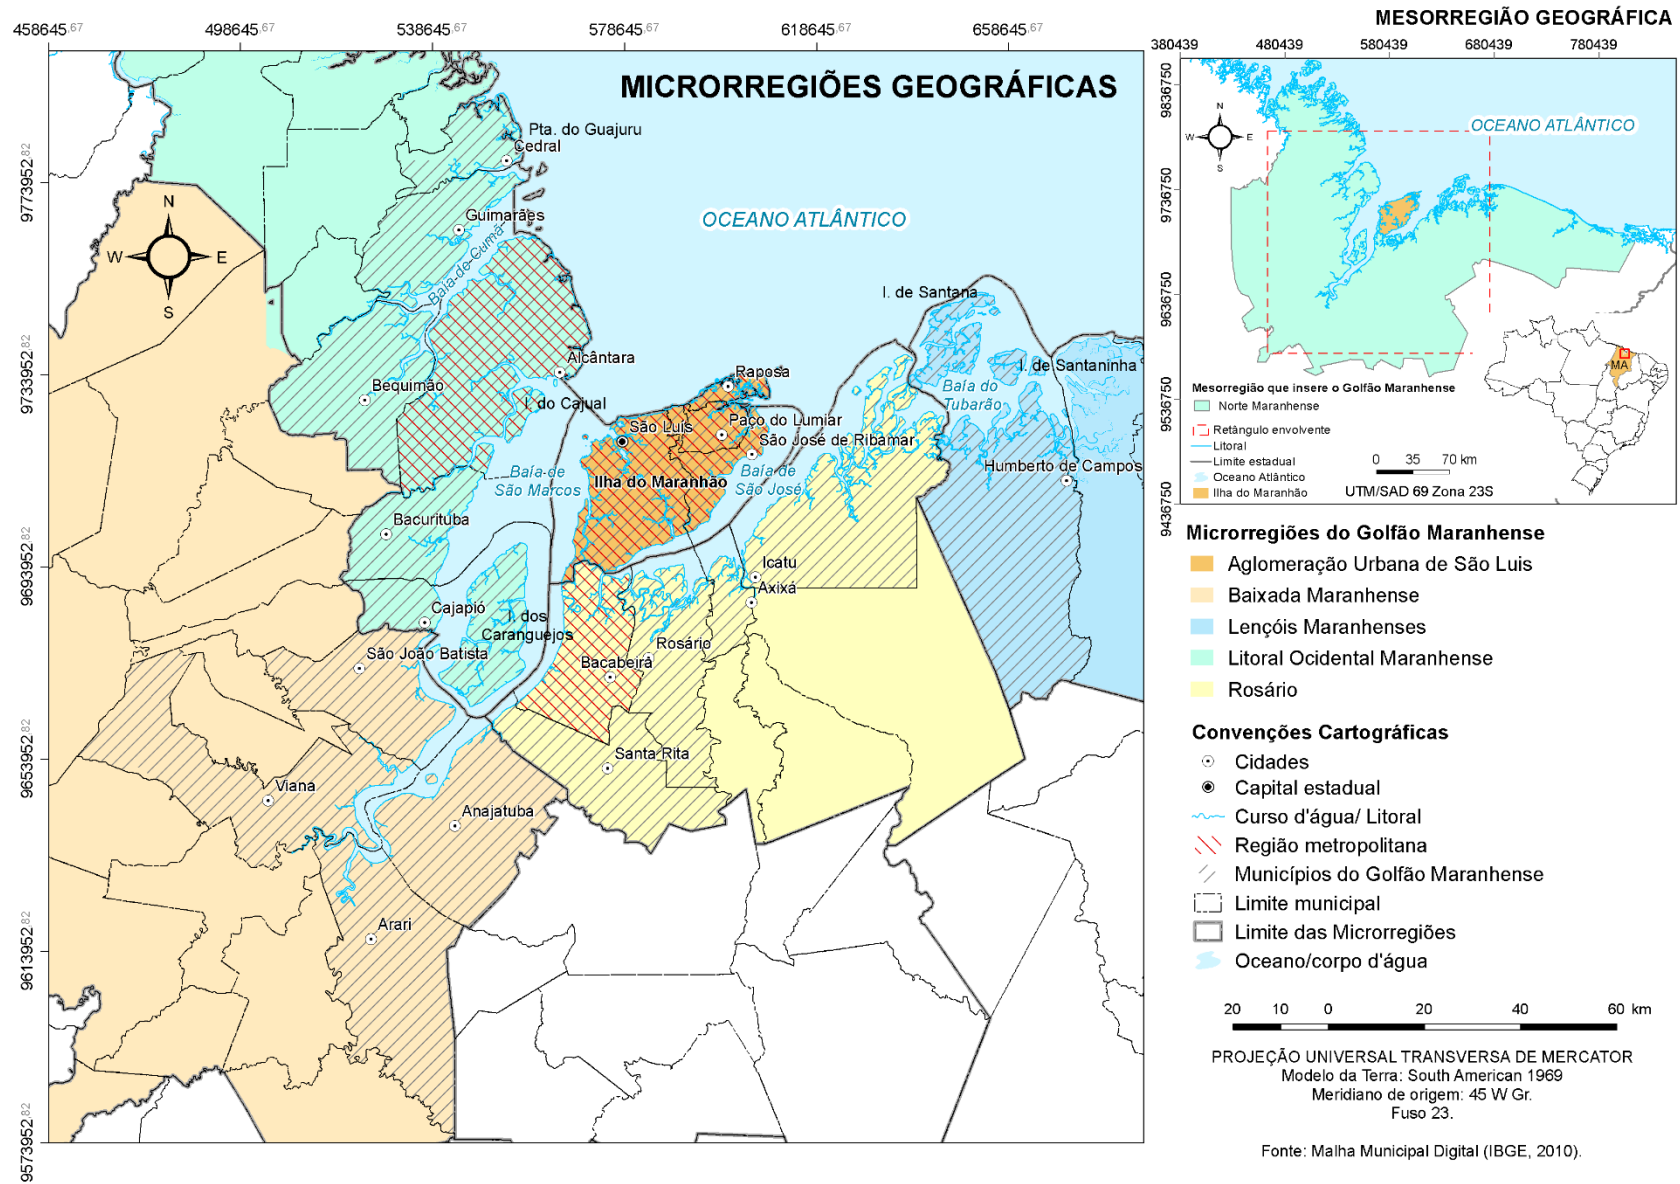 458645,67
498645,67
538645,67
578645,67
618645,67
658645,67
9773952,82
9733952,82
9693952,82
9653952,82
9613952,82
9573952,82
MICRORREGIÕES GEOGRÁFICAS
N
W
E
S
Pta. do Guajuru
Cedral
Guimarães
Baía de Cumã
OCEANO ATLÂNTICO
I. de Santana
Alcântara
Raposa
I. de Santaninha
Bequimão
Baía do
Tubarão
I. do Cajual
São Luís
Paço do Lumiar
São José de Ribamar
Baía de
São Marcos
Ilha do Maranhão
Baía de
São José
Humberto de Campos
Bacurituba
Icatu
Axixá
Cajapió
I. dos
Caranguejos
São João Batista
Rosário
Bacabeira
Santa Rita
Viana
Anajatuba
Arari
MESORREGIÃO GEOGRÁFICA
380439
480439
580439
680439
780439
9836750
9736750
9636750
9536750
9436750
N
W
E
S
OCEANO ATLÂNTICO
MA
Mesorregião que insere o Golfão Maranhense
Norte Maranhense
Retângulo envolvente
Litoral
Limite estadual
Oceano Atlântico
Ilha do Maranhão
0 35 70 km
UTM/SAD 69 Zona 23S
Microrregiões do Golfão Maranhense
Aglomeração Urbana de São Luis
Baixada Maranhense
Lençóis Maranhenses
Litoral Ocidental Maranhense
Rosário
Convenções Cartográficas
Cidades
Capital estadual
Curso d'água/ Litoral
Região metropolitana
Municípios do Golfão Maranhense
Limite municipal
Limite das Microrregiões
Oceano/corpo d'água
20 10 0 20 40 60 km
PROJEÇÃO UNIVERSAL TRANSVERSA DE MERCATOR
Modelo da Terra: South American 1969
Meridiano de origem: 45 W Gr.
Fuso 23.
Fonte: Malha Municipal Digital (IBGE, 2010).